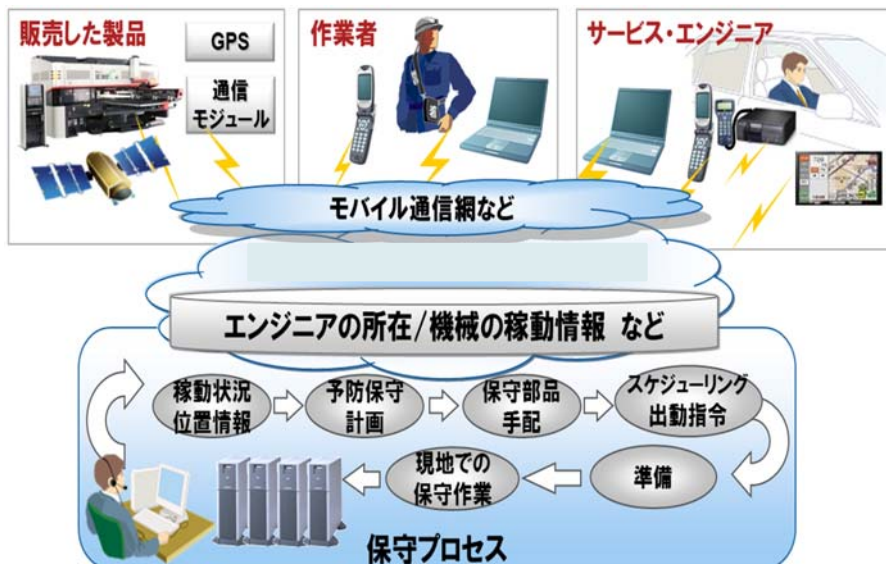 販売した製品
GPS
通信
モジュール
作業者
サービス・エンジニア
モバイル通信網など
エンジニアの所在/機械の稼動情報 など
稼動状況
位置情報
予防保守
計画
保守部品
手配
スケジューリング
出動指令
準備
現地での
保守作業
保守プロセス